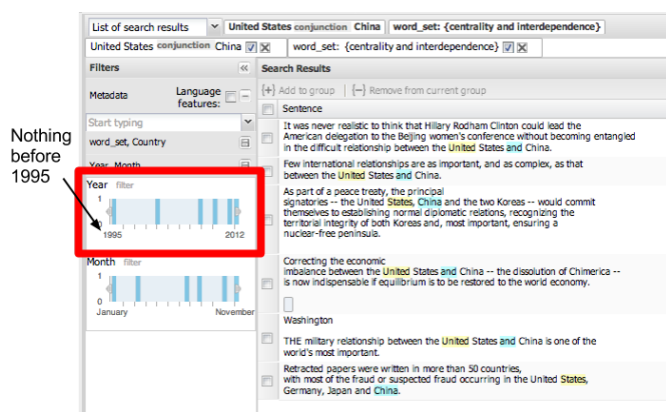 List of search results United States conjunction China word_set: {centrality and interdependence}
United States conjunction China word_set: {centrality and interdependence}
Filters
Search Results
Metadata
Language
features:
{+} Add to group | {−} Remove from current group
Sentence
Start typing
word_set, Country
Year, Month
Nothing
before
1995
Year filter
1
0
1995 2012
Month filter
1
0
January November
It was never realistic to think that Hillary Rodham Clinton could lead the
American delegation to the Beijing women's conference without becoming entangled
in the difficult relationship between the United States and China.
Few international relationships are as important, and as complex, as that
between the United States and China.
As part of a peace treaty, the principal
signatories -- the United States, China and the two Koreas -- would commit
themselves to establishing normal diplomatic relations, recognizing the
territorial integrity of both Koreas and, most important, ensuring a
nuclear-free peninsula.
Correcting the economic
imbalance between the United States and China -- the dissolution of Chimerica --
is now indispensable if equilibrium is to be restored to the world economy.
Washington
THE military relationship between the United States and China is one of the
world's most important.
Retracted papers were written in more than 50 countries,
with most of the fraud or suspected fraud occurring in the United States,
Germany, Japan and China.